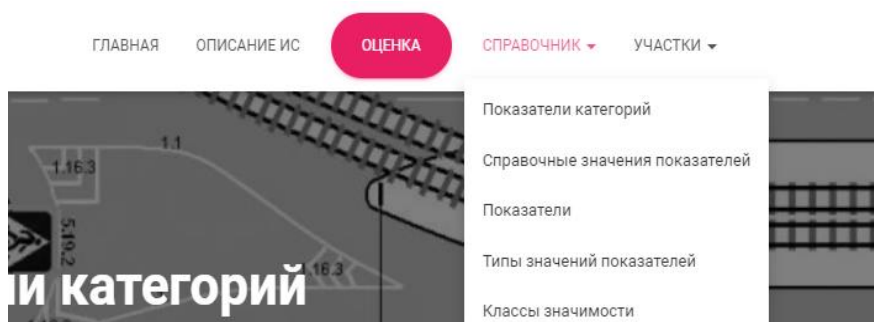 ГЛАВНАЯ ОПИСАНИЕ ИС ОЦЕНКА СПРАВОЧНИК УЧАСТКИ
Показатели категорий
Справочные значения показателей
Показатели
Типы значений показателей
Классы значимости
1.1
1.16.3
5.19.2
1.16.3
категорий